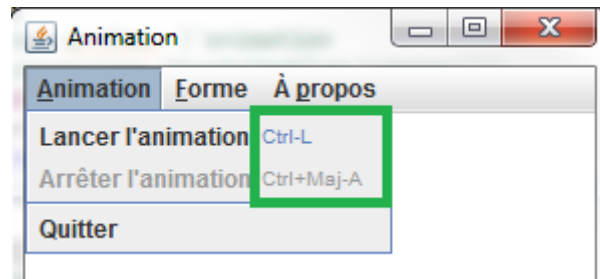 Animation
Animation Forme À propos
Lancer l'animation Ctrl-L
Arrêter l'animation Ctrl+Maj-A
Quitter